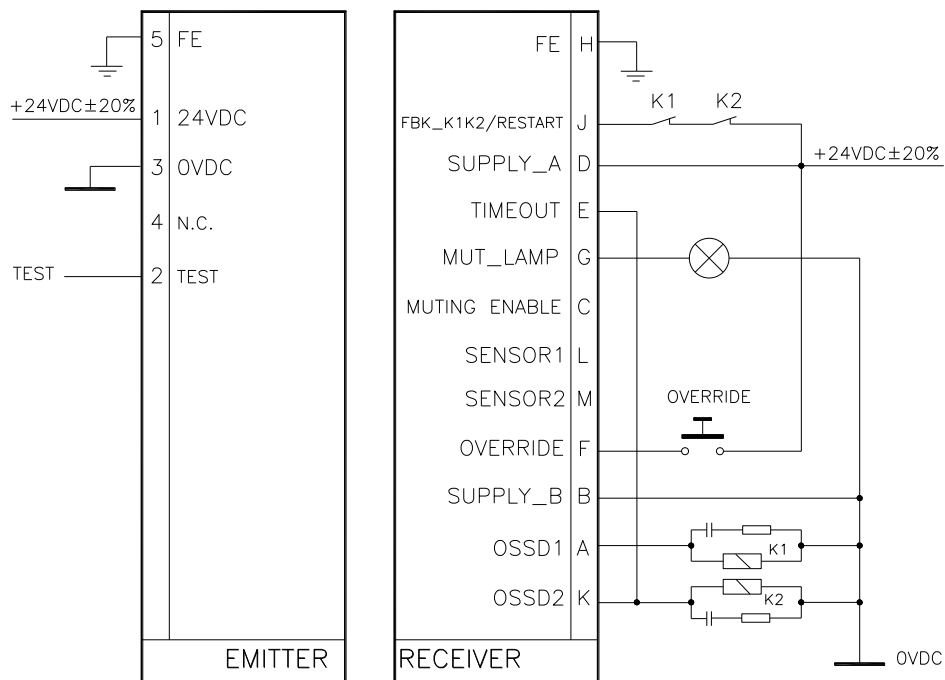 5 FE
+24VDC±20%
1 24VDC
3 0VDC
4 N.C.
TEST 2 TEST
EMITTER
FE H
K1 K2
FBK_K1K2/RESTART J
+24VDC±20%
SUPPLY_A D
TIMEOUT E
MUT_LAMP G
MUTING ENABLE C
SENSOR1 L
SENSOR2 M
OVERRIDE
OVERRIDE F
SUPPLY_B B
OSSD1 A
K1
OSSD2 K
K2
RECEIVER
0VDC